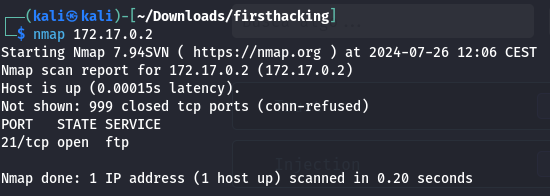 ┌──(kali㉿kali)-[~/Downloads/firsthacking]
└─$ nmap 172.17.0.2
Starting Nmap 7.94SVN ( https://nmap.org ) at 2024-07-26 12:06 CEST
Nmap scan report for 172.17.0.2 (172.17.0.2)
Host is up (0.00015s latency).
Not shown: 999 closed tcp ports (conn-refused)
PORT   STATE SERVICE
21/tcp open  ftp
Injection
Nmap done: 1 IP address (1 host up) scanned in 0.20 seconds